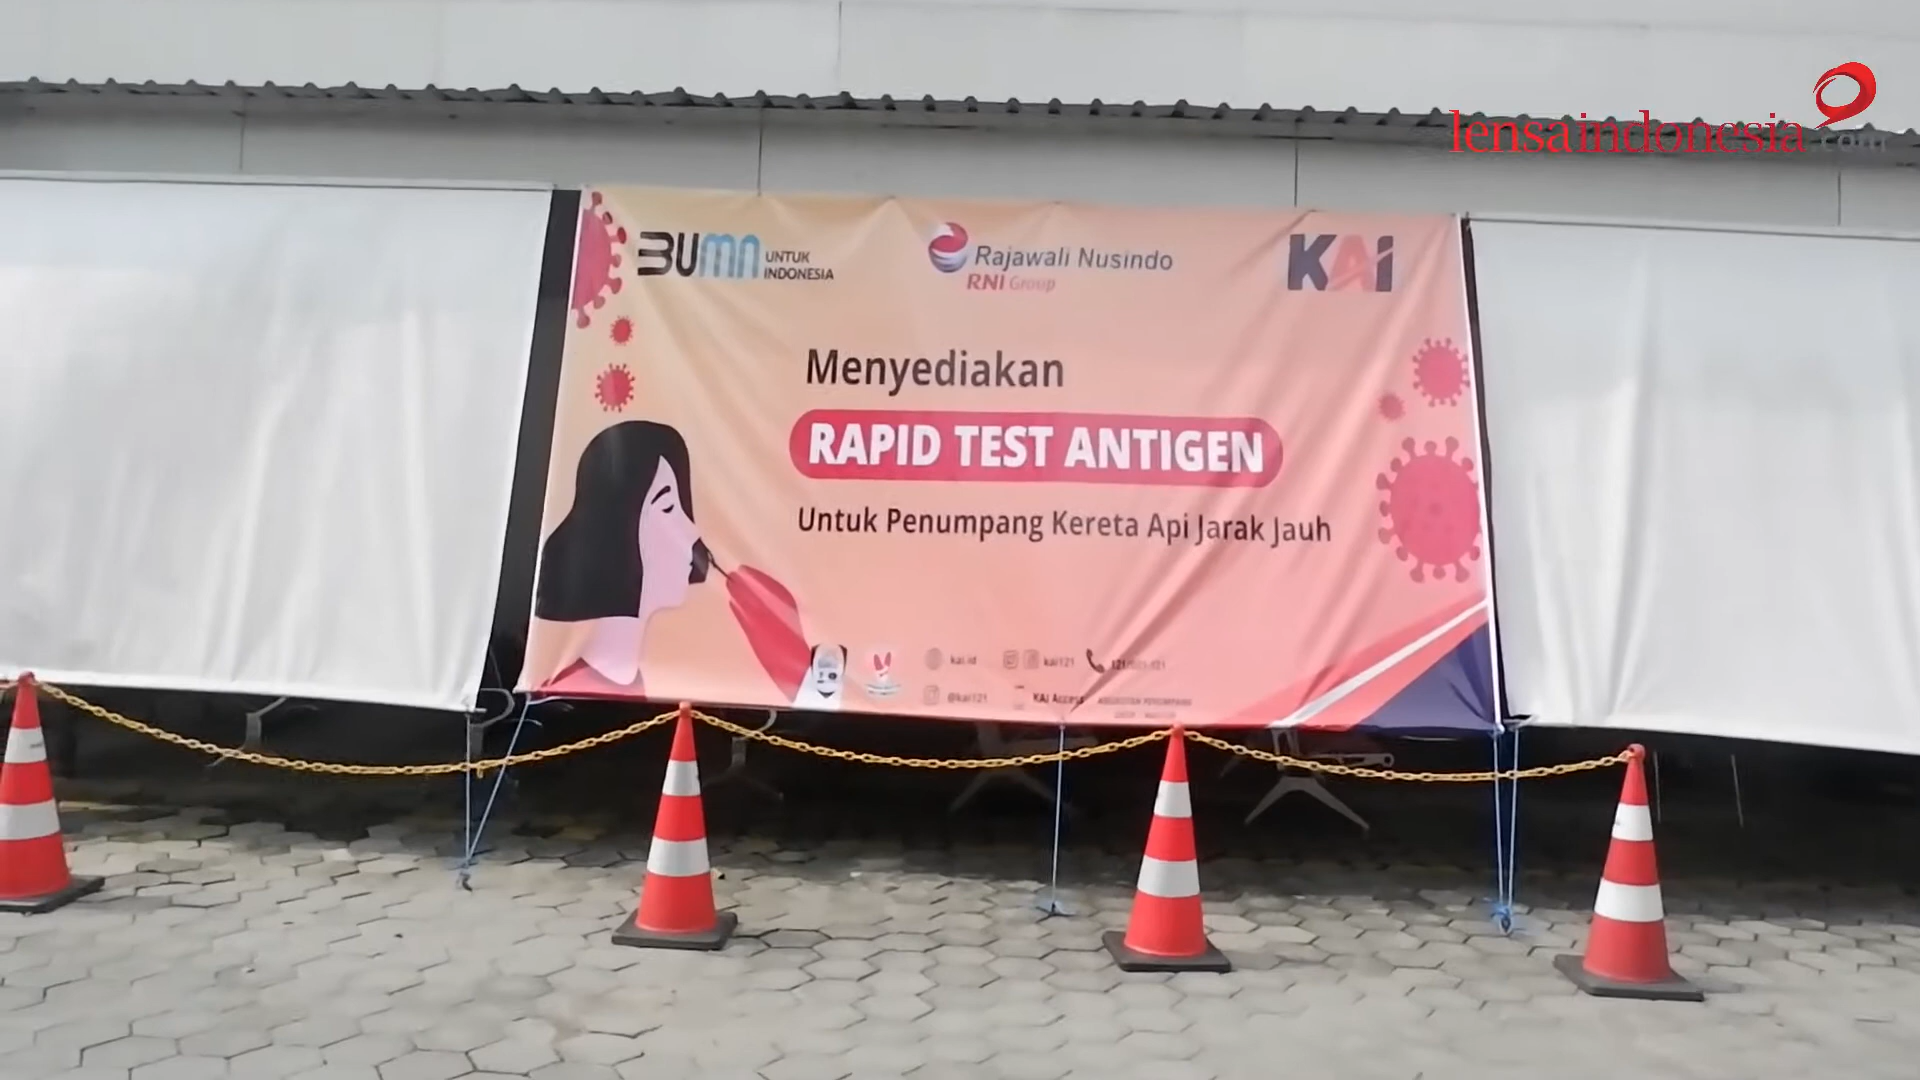 lensaindonesia.com
BUMN UNTUK INDONESIA
Rajawali Nusindo
RNI Group
KAI
Menyediakan
RAPID TEST ANTIGEN
Untuk Penumpang Kereta Api Jarak Jauh
kai.id
kai121
@kai121
KAI Access